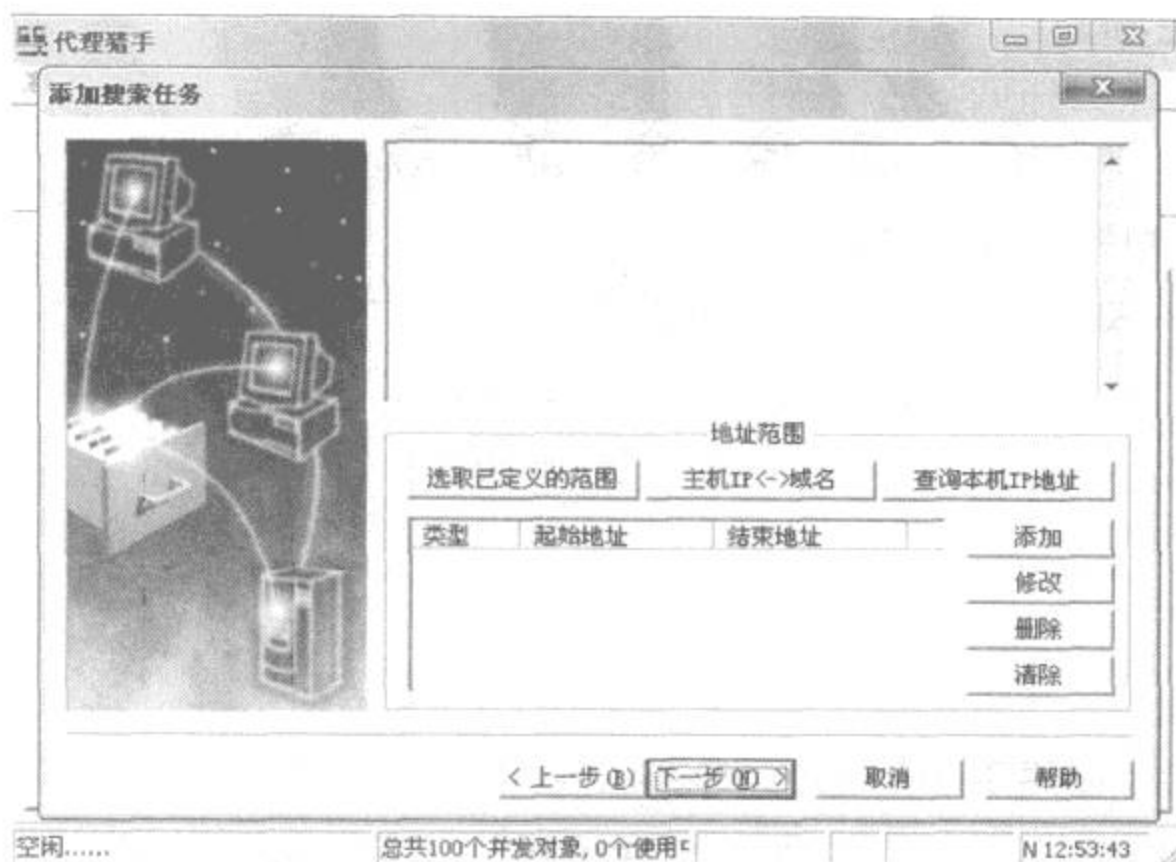 代理猎手
添加搜索任务
地址范围
选取已定义的范围 主机IP<->域名 查询本机IP地址
类型 起始地址 结束地址
添加
修改
删除
清除
< 上一步(B) 下一步(N) > 取消 帮助
空闲...... 总共100个并发对象, 0个使用中 N 12:53:43